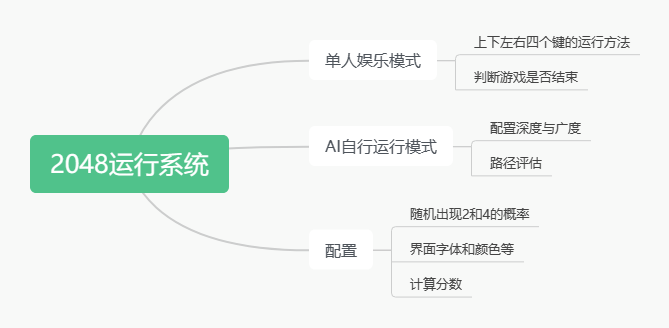 2048运行系统
单人娱乐模式
上下左右四个键的运行方法
判断游戏是否结束
AI自行运行模式
配置深度与广度
路径评估
配置
随机出现2和4的概率
界面字体和颜色等
计算分数